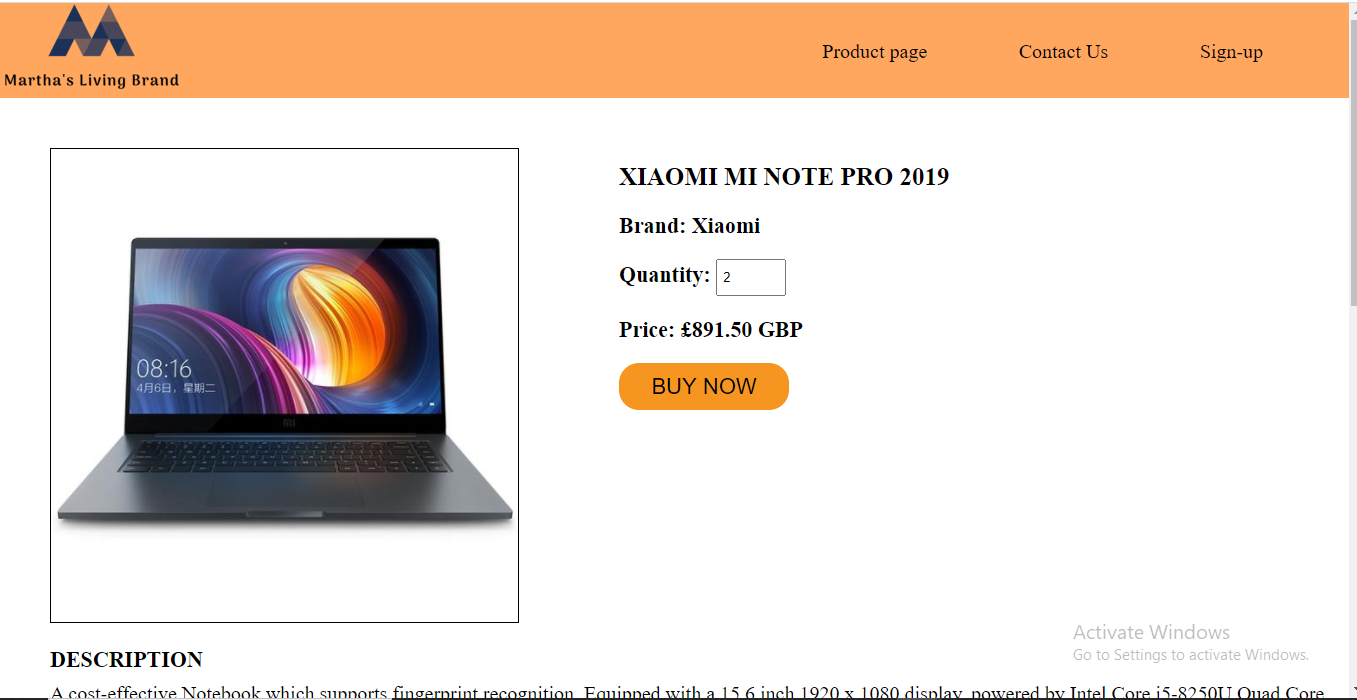 Martha's Living Brand
Product page
Contact Us
Sign-up
XIAOMI MI NOTE PRO 2019
Brand: Xiaomi
Quantity: 2
Price: £891.50 GBP
BUY NOW
08:16
4月6日，星期二
mi
Activate Windows
Go to Settings to activate Windows.
DESCRIPTION
A cost-effective Notebook which supports fingerprint recognition. Equipped with a 15.6 inch 1920 x 1080 display, powered by Intel Core i5-8250U Quad Core